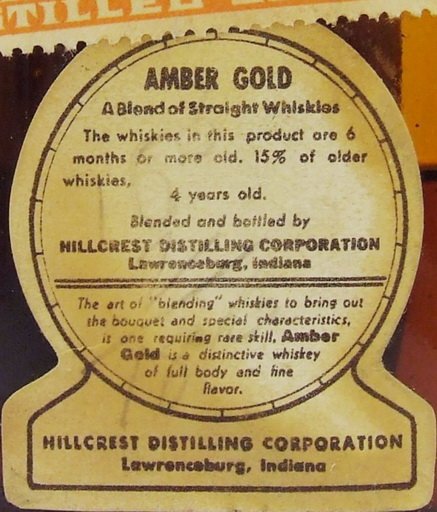 TILLED
AMBER GOLD
A Blend of Straight Whiskies
The whiskies in this product are 6
months or more old. 15% of older
whiskies,
4 years old.
Blended and bottled by
HILLCREST DISTILLING CORPORATION
Lawrenceburg, Indiana
The art of "blending" whiskies to bring out
the bouquet and special characteristics,
is one requiring rare skill. Amber
Gold is a distinctive whiskey
of full body and fine
flavor.
HILLCREST DISTILLING CORPORATION
Lawrenceburg, Indiana